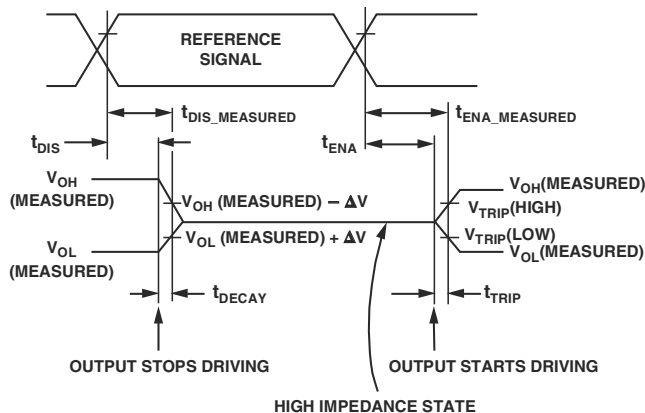 REFERENCE
SIGNAL
tDIS_MEASURED
tENA_MEASURED
tDIS
tENA
VOH
(MEASURED)
VOH (MEASURED) – ΔV
VOH(MEASURED)
VTRIP(HIGH)
VOL
(MEASURED)
VOL (MEASURED) + ΔV
VTRIP(LOW)
VOL(MEASURED)
tDECAY
tTRIP
OUTPUT STOPS DRIVING
OUTPUT STARTS DRIVING
HIGH IMPEDANCE STATE